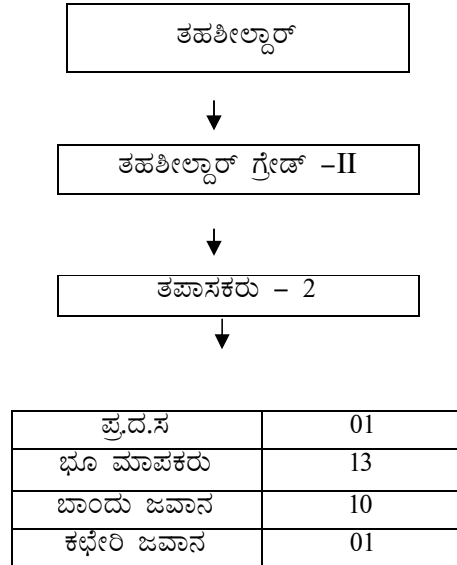 ತಹಶೀಲ್ದಾರ್
ತಹಶೀಲ್ದಾರ್ ಗ್ರೇಡ್ –II
ತಪಾಸಕರು – 2
ಪ್ರ.ದ.ಸ 01
ಭೂ ಮಾಪಕರು 13
ಬಾಂದು ಜವಾನ 10
ಕಛೇರಿ ಜವಾನ 01